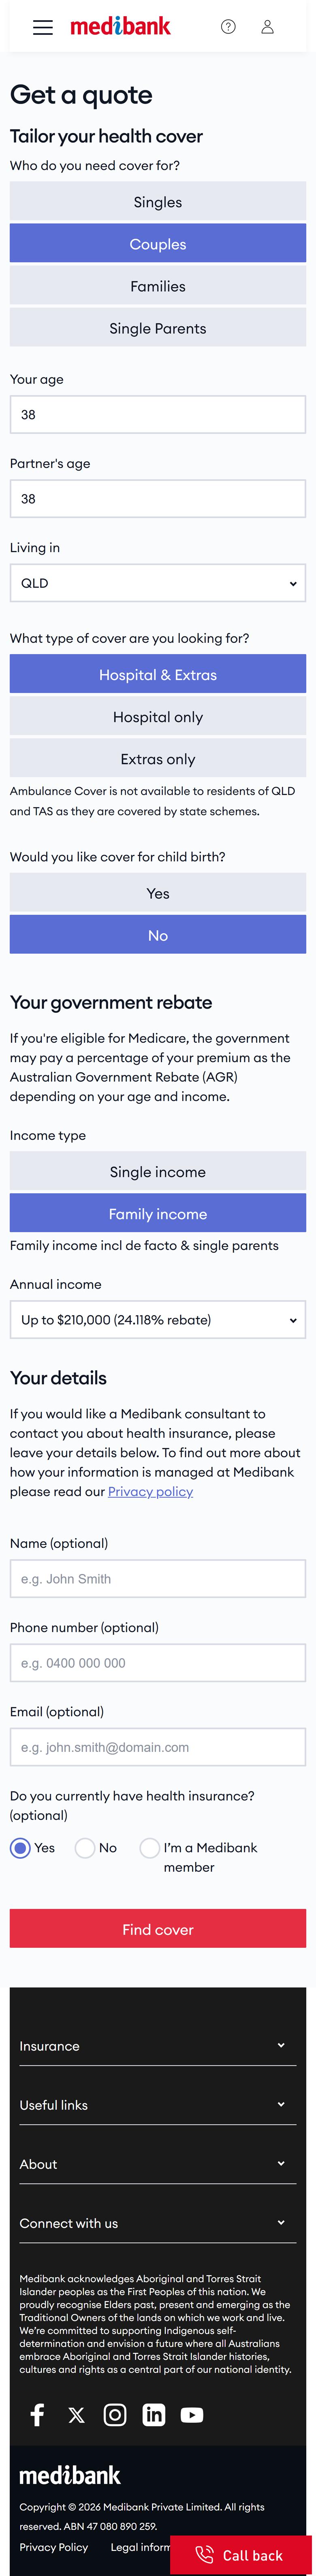 medibank
Get a quote
Tailor your health cover
Who do you need cover for?
Singles
Couples
Families
Single Parents
Your age
38
Partner's age
38
Living in
QLD
What type of cover are you looking for?
Hospital & Extras
Hospital only
Extras only
Ambulance Cover is not available to residents of QLD
and TAS as they are covered by state schemes.
Would you like cover for child birth?
Yes
No
Your government rebate
If you're eligible for Medicare, the government
may pay a percentage of your premium as the
Australian Government Rebate (AGR)
depending on your age and income.
Income type
Single income
Family income
Family income incl de facto & single parents
Annual income
Up to $210,000 (24.118% rebate)
Your details
If you would like a Medibank consultant to
contact you about health insurance, please
leave your details below. To find out more about
how your information is managed at Medibank
please read our Privacy policy
Name (optional)
e.g. John Smith
Phone number (optional)
e.g. 0400 000 000
Email (optional)
e.g. john.smith@domain.com
Do you currently have health insurance?
(optional)
Yes No I'm a Medibank
member
Find cover
Insurance
Useful links
About
Connect with us
Medibank acknowledges Aboriginal and Torres Strait
Islander peoples as the First Peoples of this nation. We
proudly recognise Elders past, present and emerging as the
Traditional Owners of the lands on which we work and live.
We're committed to supporting Indigenous self-
determination and envision a future where all Australians
embrace Aboriginal and Torres Strait Islander histories,
cultures and rights as a central part of our national identity.
medibank
Copyright © 2026 Medibank Private Limited. All rights
reserved. ABN 47 080 890 259.
Privacy Policy Legal inform
Call back